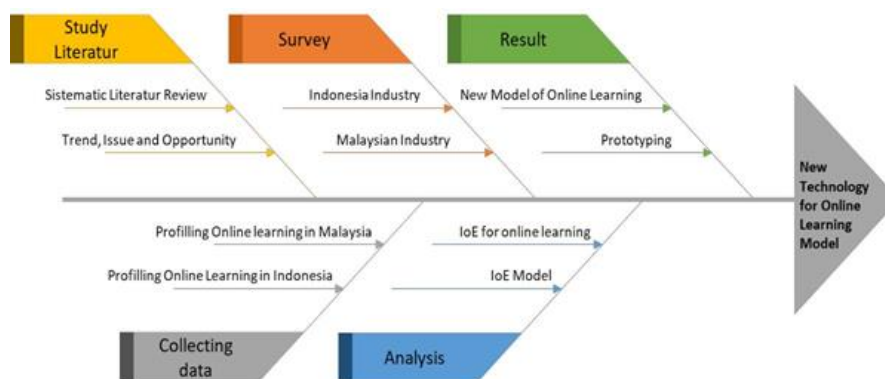 Study
Literatur
Survey
Result
Sistematic Literatur Review
Indonesia Industry
New Model of Online Learning
Trend, Issue and Opportunity
Malaysian Industry
Prototyping
New
Technology
for Online
Learning
Model
Profilling Online learning in Malaysia
IoE for online learning
Profilling Online Learning in Indonesia
IoE Model
Collecting
data
Analysis